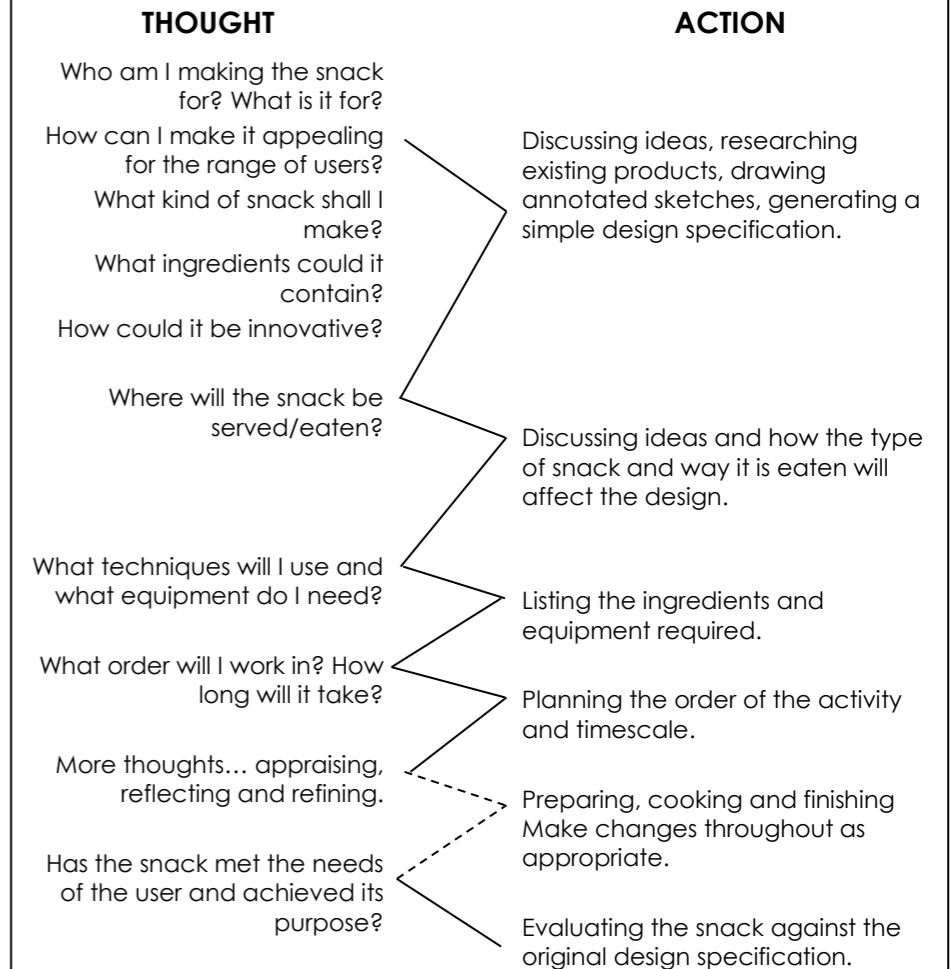 THOUGHT
ACTION
Who am I making the snack
for? What is it for?
How can I make it appealing
for the range of users?
What kind of snack shall I
make?
What ingredients could it
contain?
How could it be innovative?
Discussing ideas, researching
existing products, drawing
annotated sketches, generating a
simple design specification.
Where will the snack be
served/eaten?
Discussing ideas and how the type
of snack and way it is eaten will
affect the design.
What techniques will I use and
what equipment do I need?
Listing the ingredients and
equipment required.
What order will I work in? How
long will it take?
Planning the order of the activity
and timescale.
More thoughts… appraising,
reflecting and refining.
Preparing, cooking and finishing
Make changes throughout as
appropriate.
Has the snack met the needs
of the user and achieved its
purpose?
Evaluating the snack against the
original design specification.